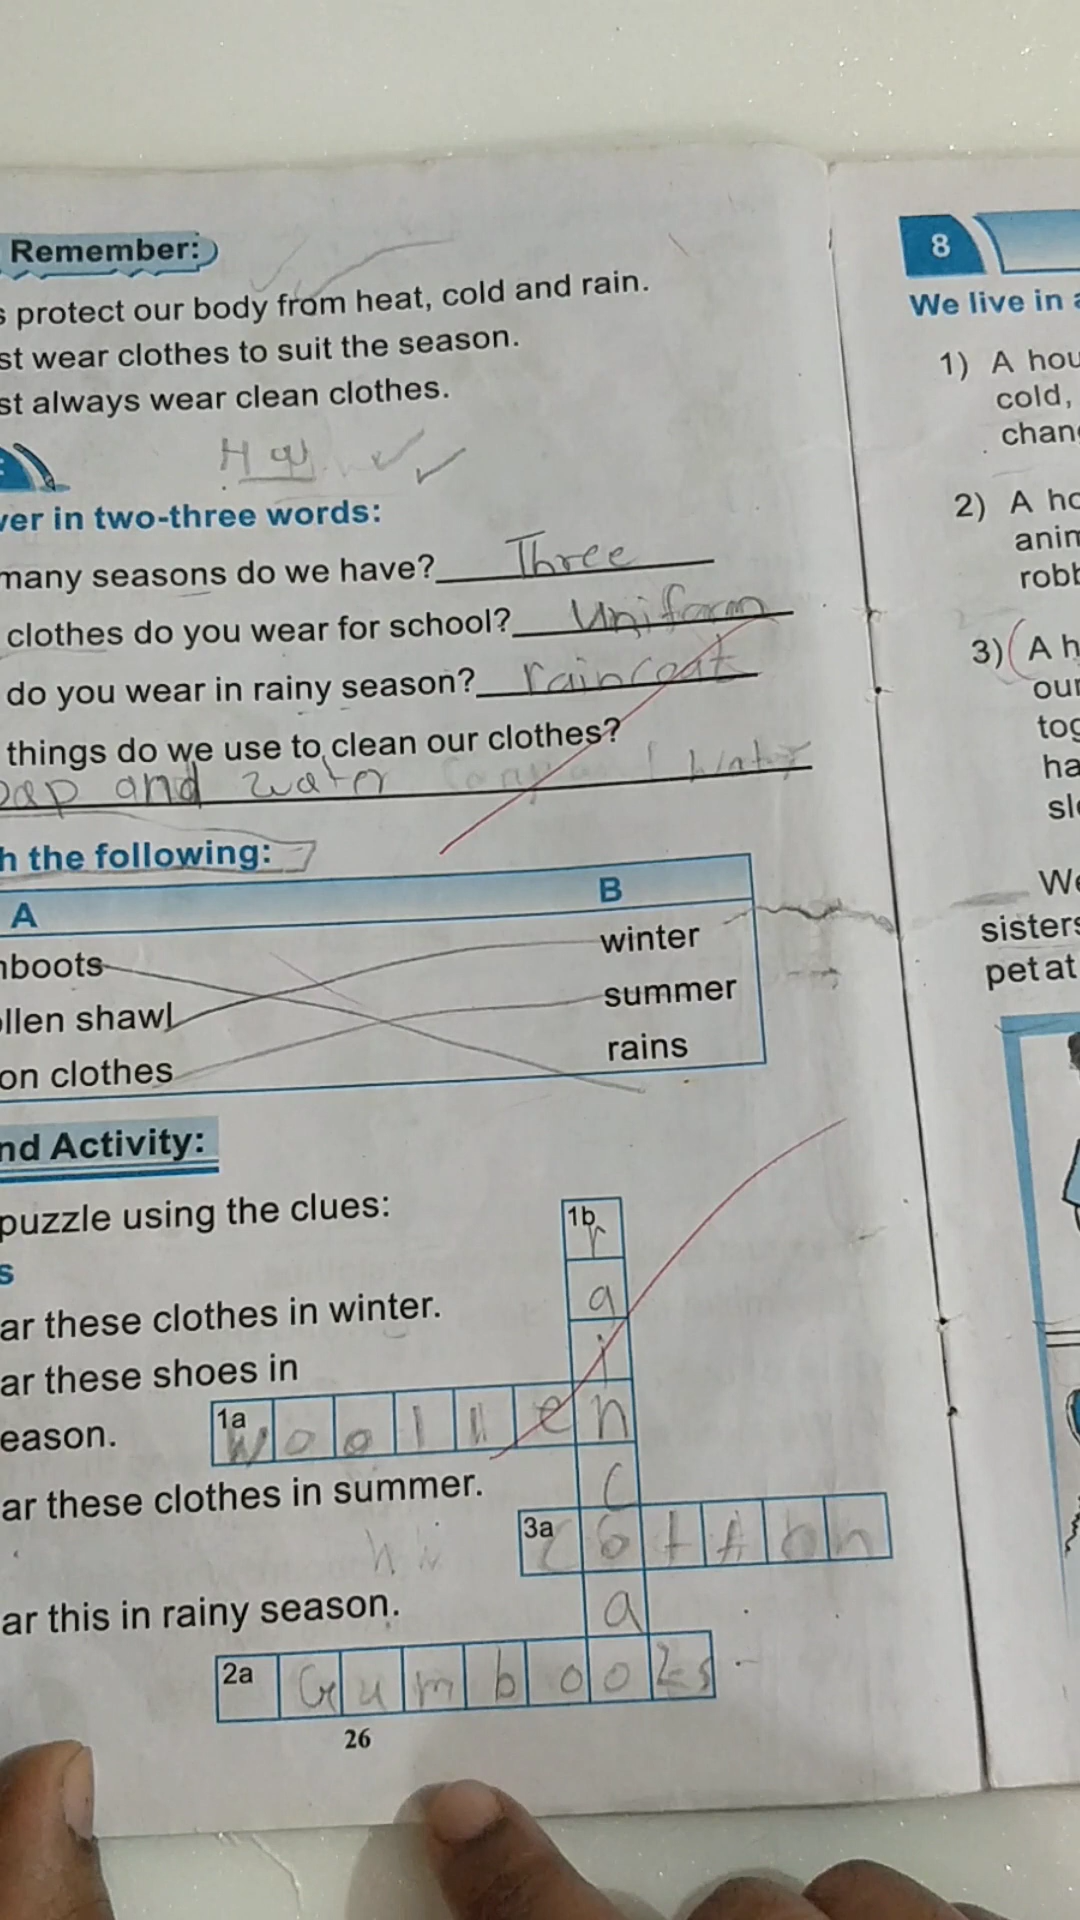 Remember:
s protect our body from heat, cold and rain.
st wear clothes to suit the season.
st always wear clean clothes.
ver in two-three words:
many seasons do we have? Three
clothes do you wear for school? Uniform
do you wear in rainy season? raincoat
things do we use to clean our clothes?
oap and water
h the following:
A B
nboots winter
ollen shawl summer
on clothes rains
nd Activity:
puzzle using the clues:
s
ar these clothes in winter.
ar these shoes in
eason.
ar these clothes in summer.
ar this in rainy season.
1b r
a
i
1a w o o l l e n
c
3a c o t t o n
a
2a G u m b o o t s
26
8
We live in a
1) A hou
cold,
chang
2) A ho
anim
robb
3) A h
our
tog
ha
sle
We
sisters
pet at